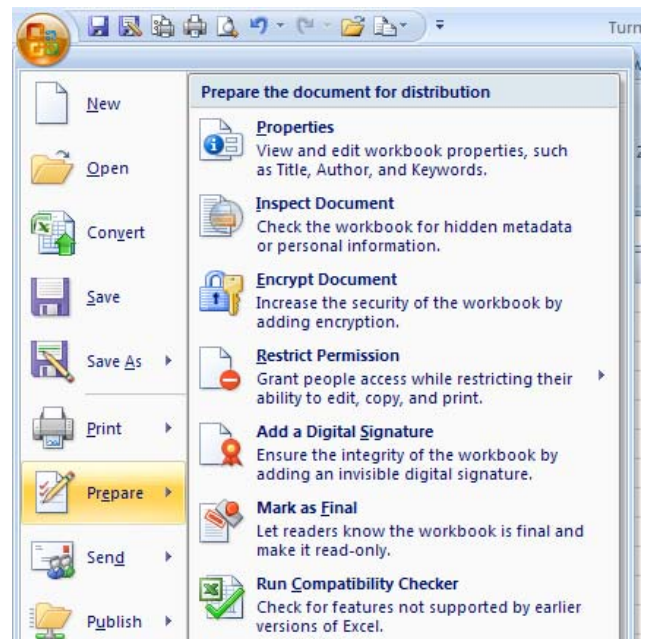 Turn
New
Open
Convert
Save
Save As
Print
Prepare
Send
Publish
Prepare the document for distribution
Properties
View and edit workbook properties, such
as Title, Author, and Keywords.
Inspect Document
Check the workbook for hidden metadata
or personal information.
Encrypt Document
Increase the security of the workbook by
adding encryption.
Restrict Permission
Grant people access while restricting their
ability to edit, copy, and print.
Add a Digital Signature
Ensure the integrity of the workbook by
adding an invisible digital signature.
Mark as Final
Let readers know the workbook is final and
make it read-only.
Run Compatibility Checker
Check for features not supported by earlier
versions of Excel.